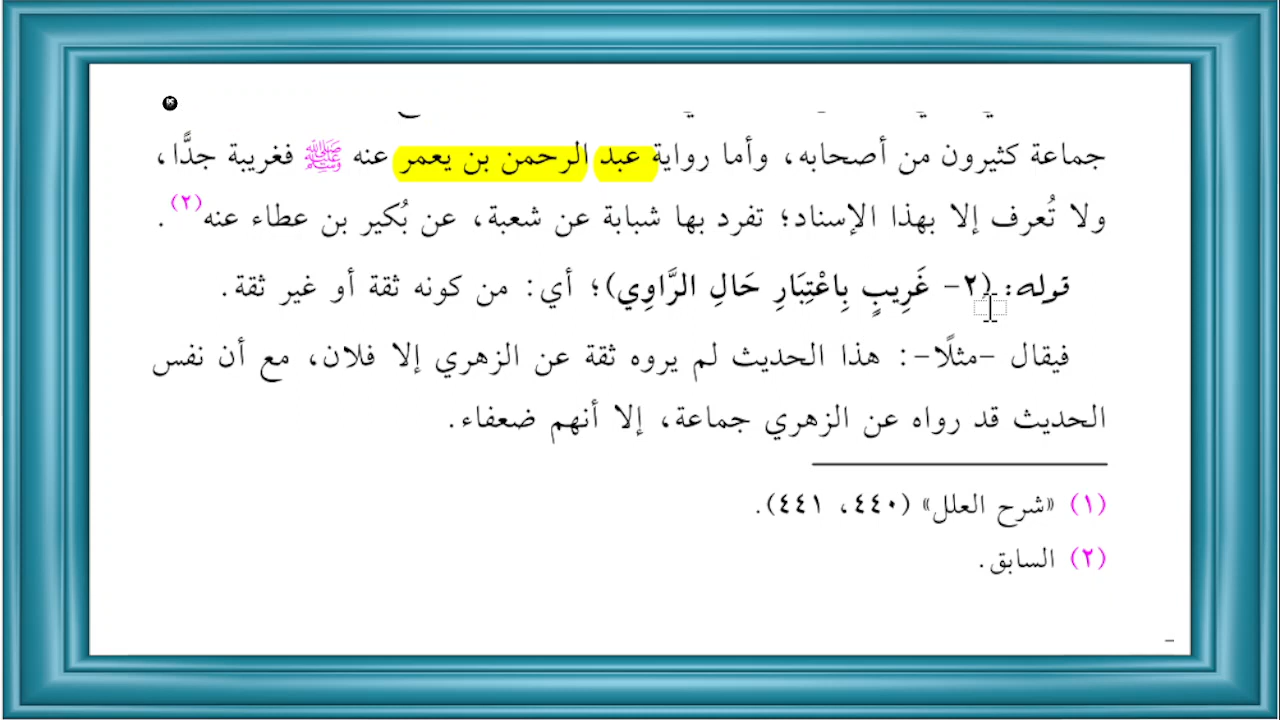 جماعة كثيرون من أصحابه، وأما رواية عبد الرحمن بن يعمر عنه ﷺ فغريبة جدًّا،
ولا تُعرف إلا بهذا الإسناد؛ تفرد بها شبابة عن شعبة، عن بُكير بن عطاء عنه(٢).
قوله: (٢- غَرِيبٍ بِاعْتِبَارِ حَالِ الرَّاوِي)؛ أي: من كونه ثقة أو غير ثقة.
فيقال -مثلًا-: هذا الحديث لم يروه ثقة عن الزهري إلا فلان، مع أن نفس
الحديث قد رواه عن الزهري جماعة، إلا أنهم ضعفاء.
(١) «شرح العلل» (٤٤٠، ٤٤١).
(٢) السابق.